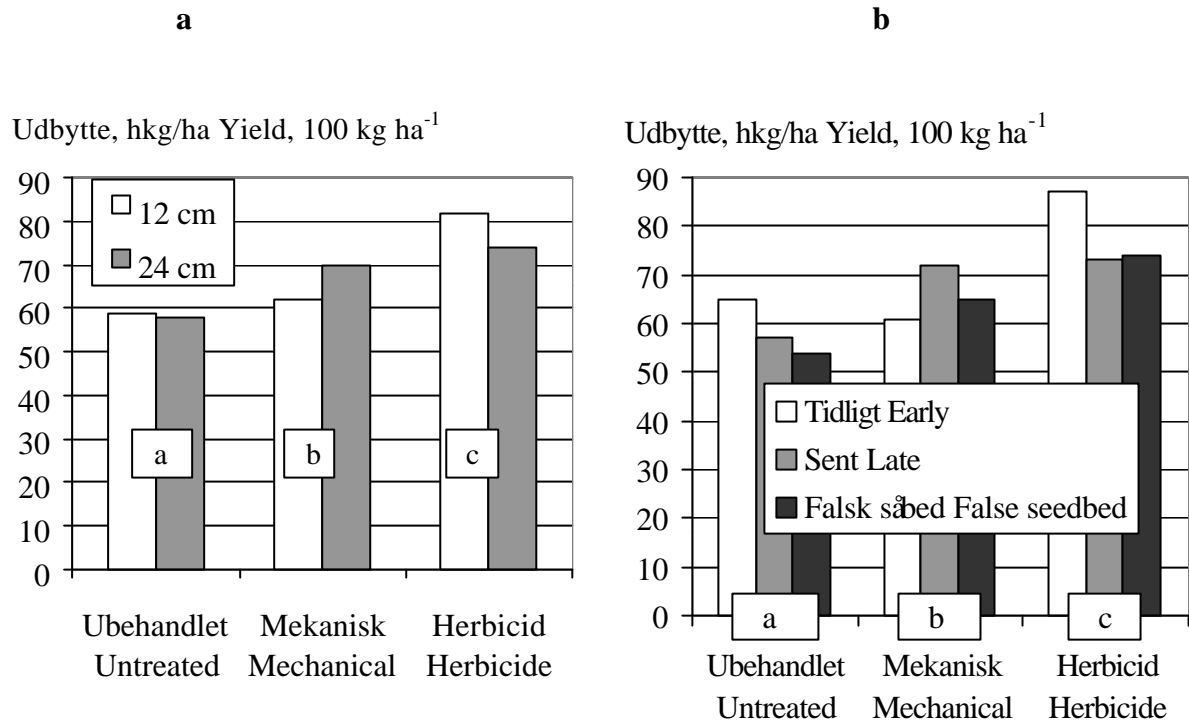 a
Udbytte, hkg/ha Yield, 100 kg ha-1
90
80
70
60
50
40
30
20
10
0
12 cm
24 cm
a
b
c
Ubehandlet Mekanisk Herbicid
Untreated Mechanical Herbicide
b
Udbytte, hkg/ha Yield, 100 kg ha-1
90
80
70
60
50
40
30
20
10
0
Tidligt Early
Sent Late
Falsk såbed False seedbed
a
b
c
Ubehandlet Mekanisk Herbicid
Untreated Mechanical Herbicide